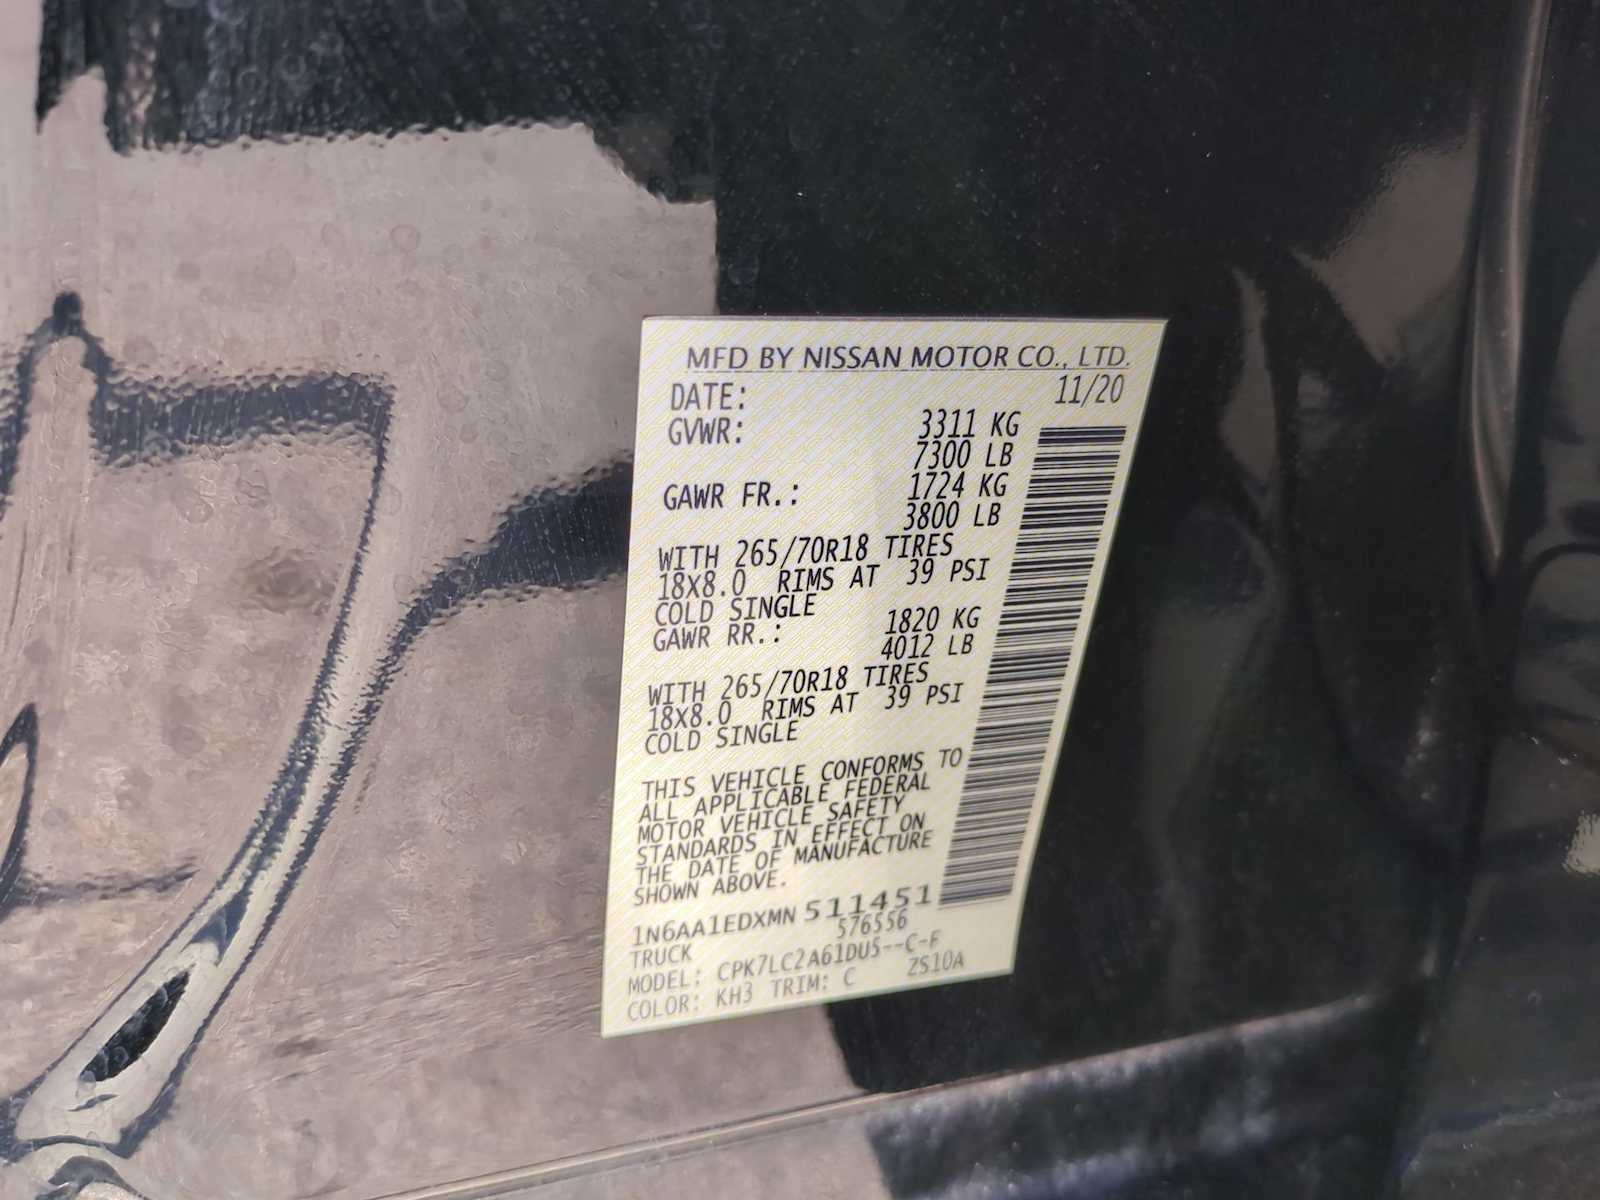 MFD BY NISSAN MOTOR CO., LTD.
DATE: 11/20
GVWR: 3311 KG
7300 LB
GAWR FR.: 1724 KG
3800 LB
WITH 265/70R18 TIRES
18X8.0 RIMS AT 39 PSI
COLD SINGLE
GAWR RR.: 1820 KG
4012 LB
WITH 265/70R18 TIRES
18X8.0 RIMS AT 39 PSI
COLD SINGLE
THIS VEHICLE CONFORMS TO
ALL APPLICABLE FEDERAL
MOTOR VEHICLE SAFETY
STANDARDS IN EFFECT ON
THE DATE OF MANUFACTURE
SHOWN ABOVE.
1N6AA1EDXMN 511451
TRUCK 576556
MODEL: CPK7LC2A61DU5--C-F
COLOR: KH3 TRIM: C ZS10A